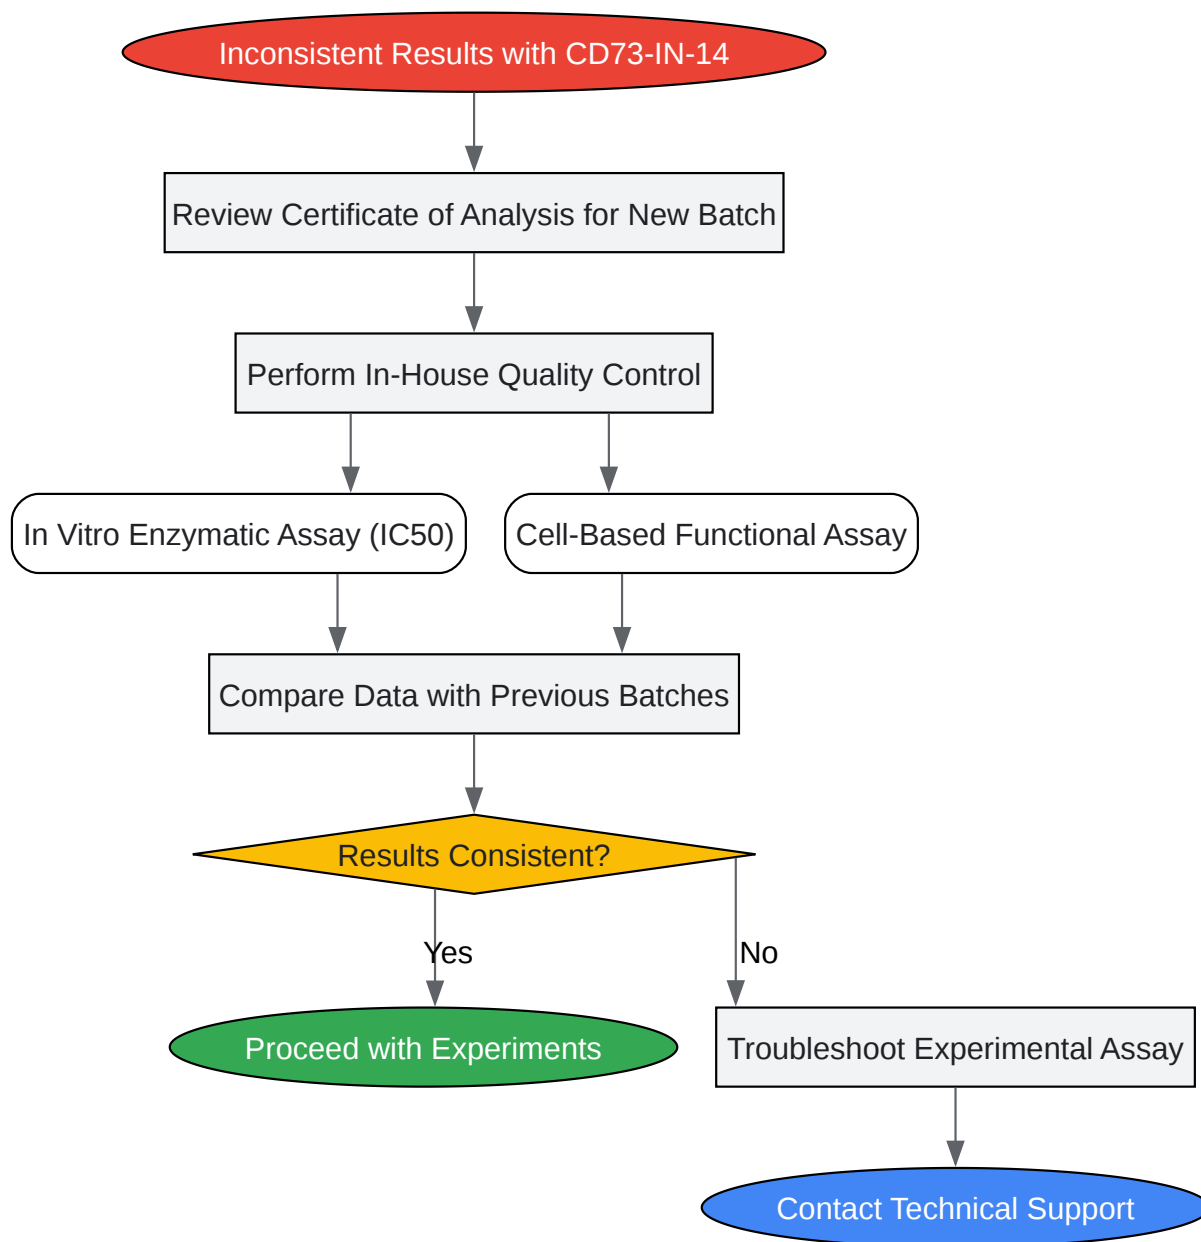 Inconsistent Results with CD73-IN-14
Review Certificate of Analysis for New Batch
Perform In-House Quality Control
In Vitro Enzymatic Assay (IC50)
Cell-Based Functional Assay
Compare Data with Previous Batches
Results Consistent?
Yes
No
Proceed with Experiments
Troubleshoot Experimental Assay
Contact Technical Support